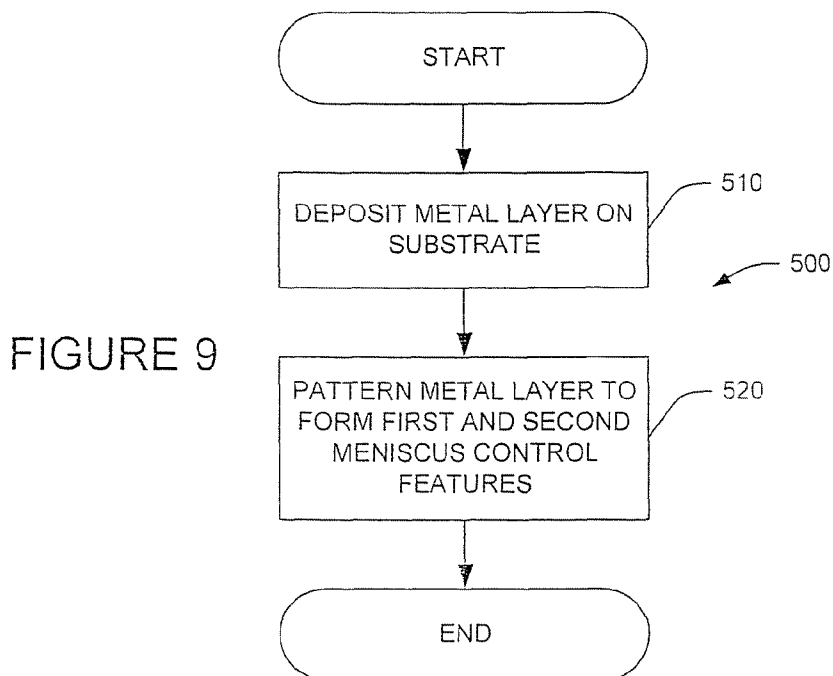 START
DEPOSIT METAL LAYER ON
SUBSTRATE
510
500
FIGURE 9
PATTERN METAL LAYER TO
FORM FIRST AND SECOND
MENISCUS CONTROL
FEATURES
520
END